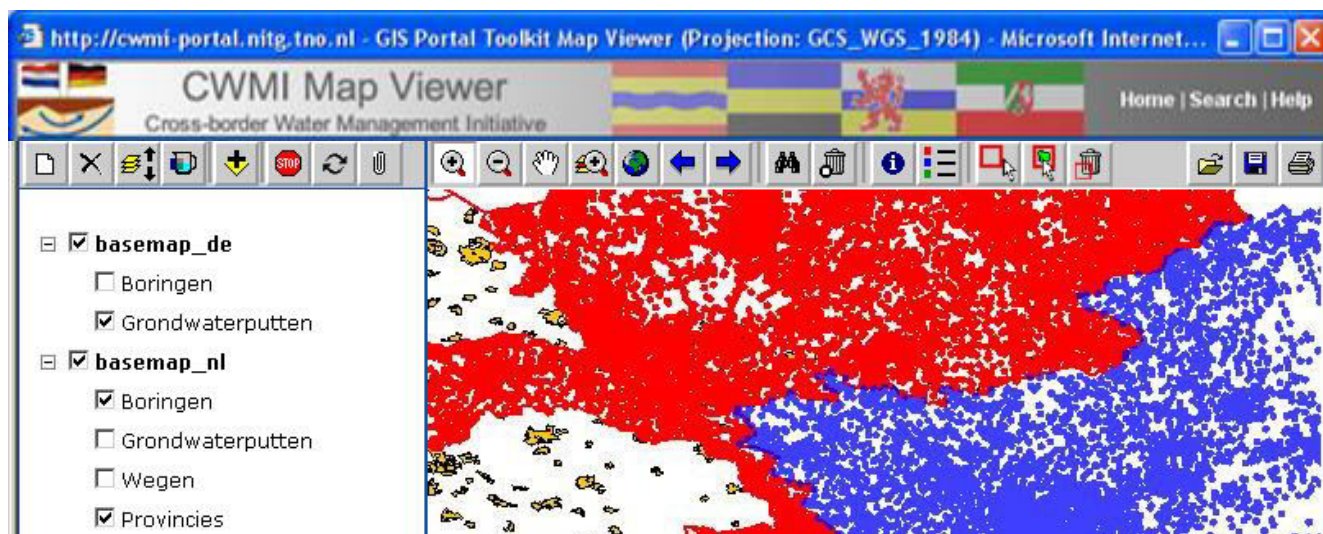 http://cwmi-portal.nitg.tno.nl - GIS Portal Toolkit Map Viewer (Projection: GCS_WGS_1984) - Microsoft Internet...
CWMI Map Viewer
Cross-border Water Management Initiative
Home | Search | Help
STOP
basemap_de
Boringen
Grondwaterputten
basemap_nl
Boringen
Grondwaterputten
Wegen
Provincies